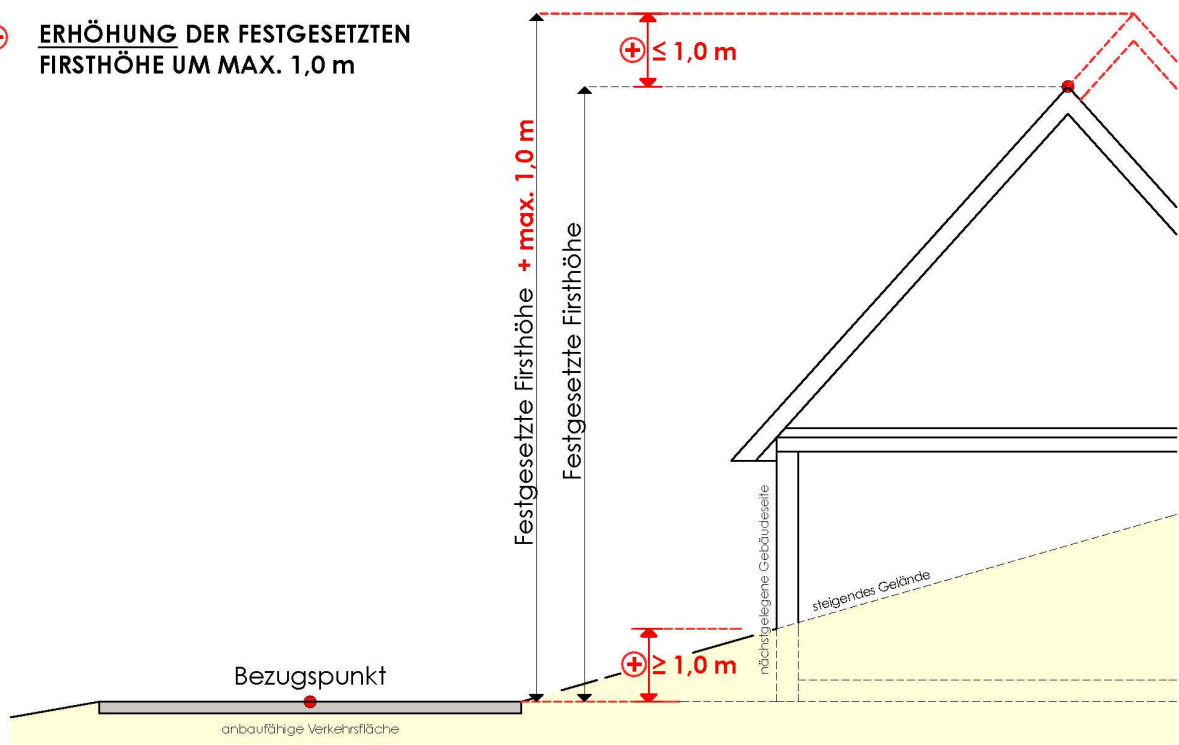 ⊕ ERHÖHUNG DER FESTGESETZTEN
FIRSTHÖHE UM MAX. 1,0 m
⊕ ≤ 1,0 m
Festgesetzte Firsthöhe + max. 1,0 m
Festgesetzte Firsthöhe
nächstgelegene Gebäudeseite
steigendes Gelände
⊕ ≥ 1,0 m
Bezugspunkt
anbaufähige Verkehrsfläche